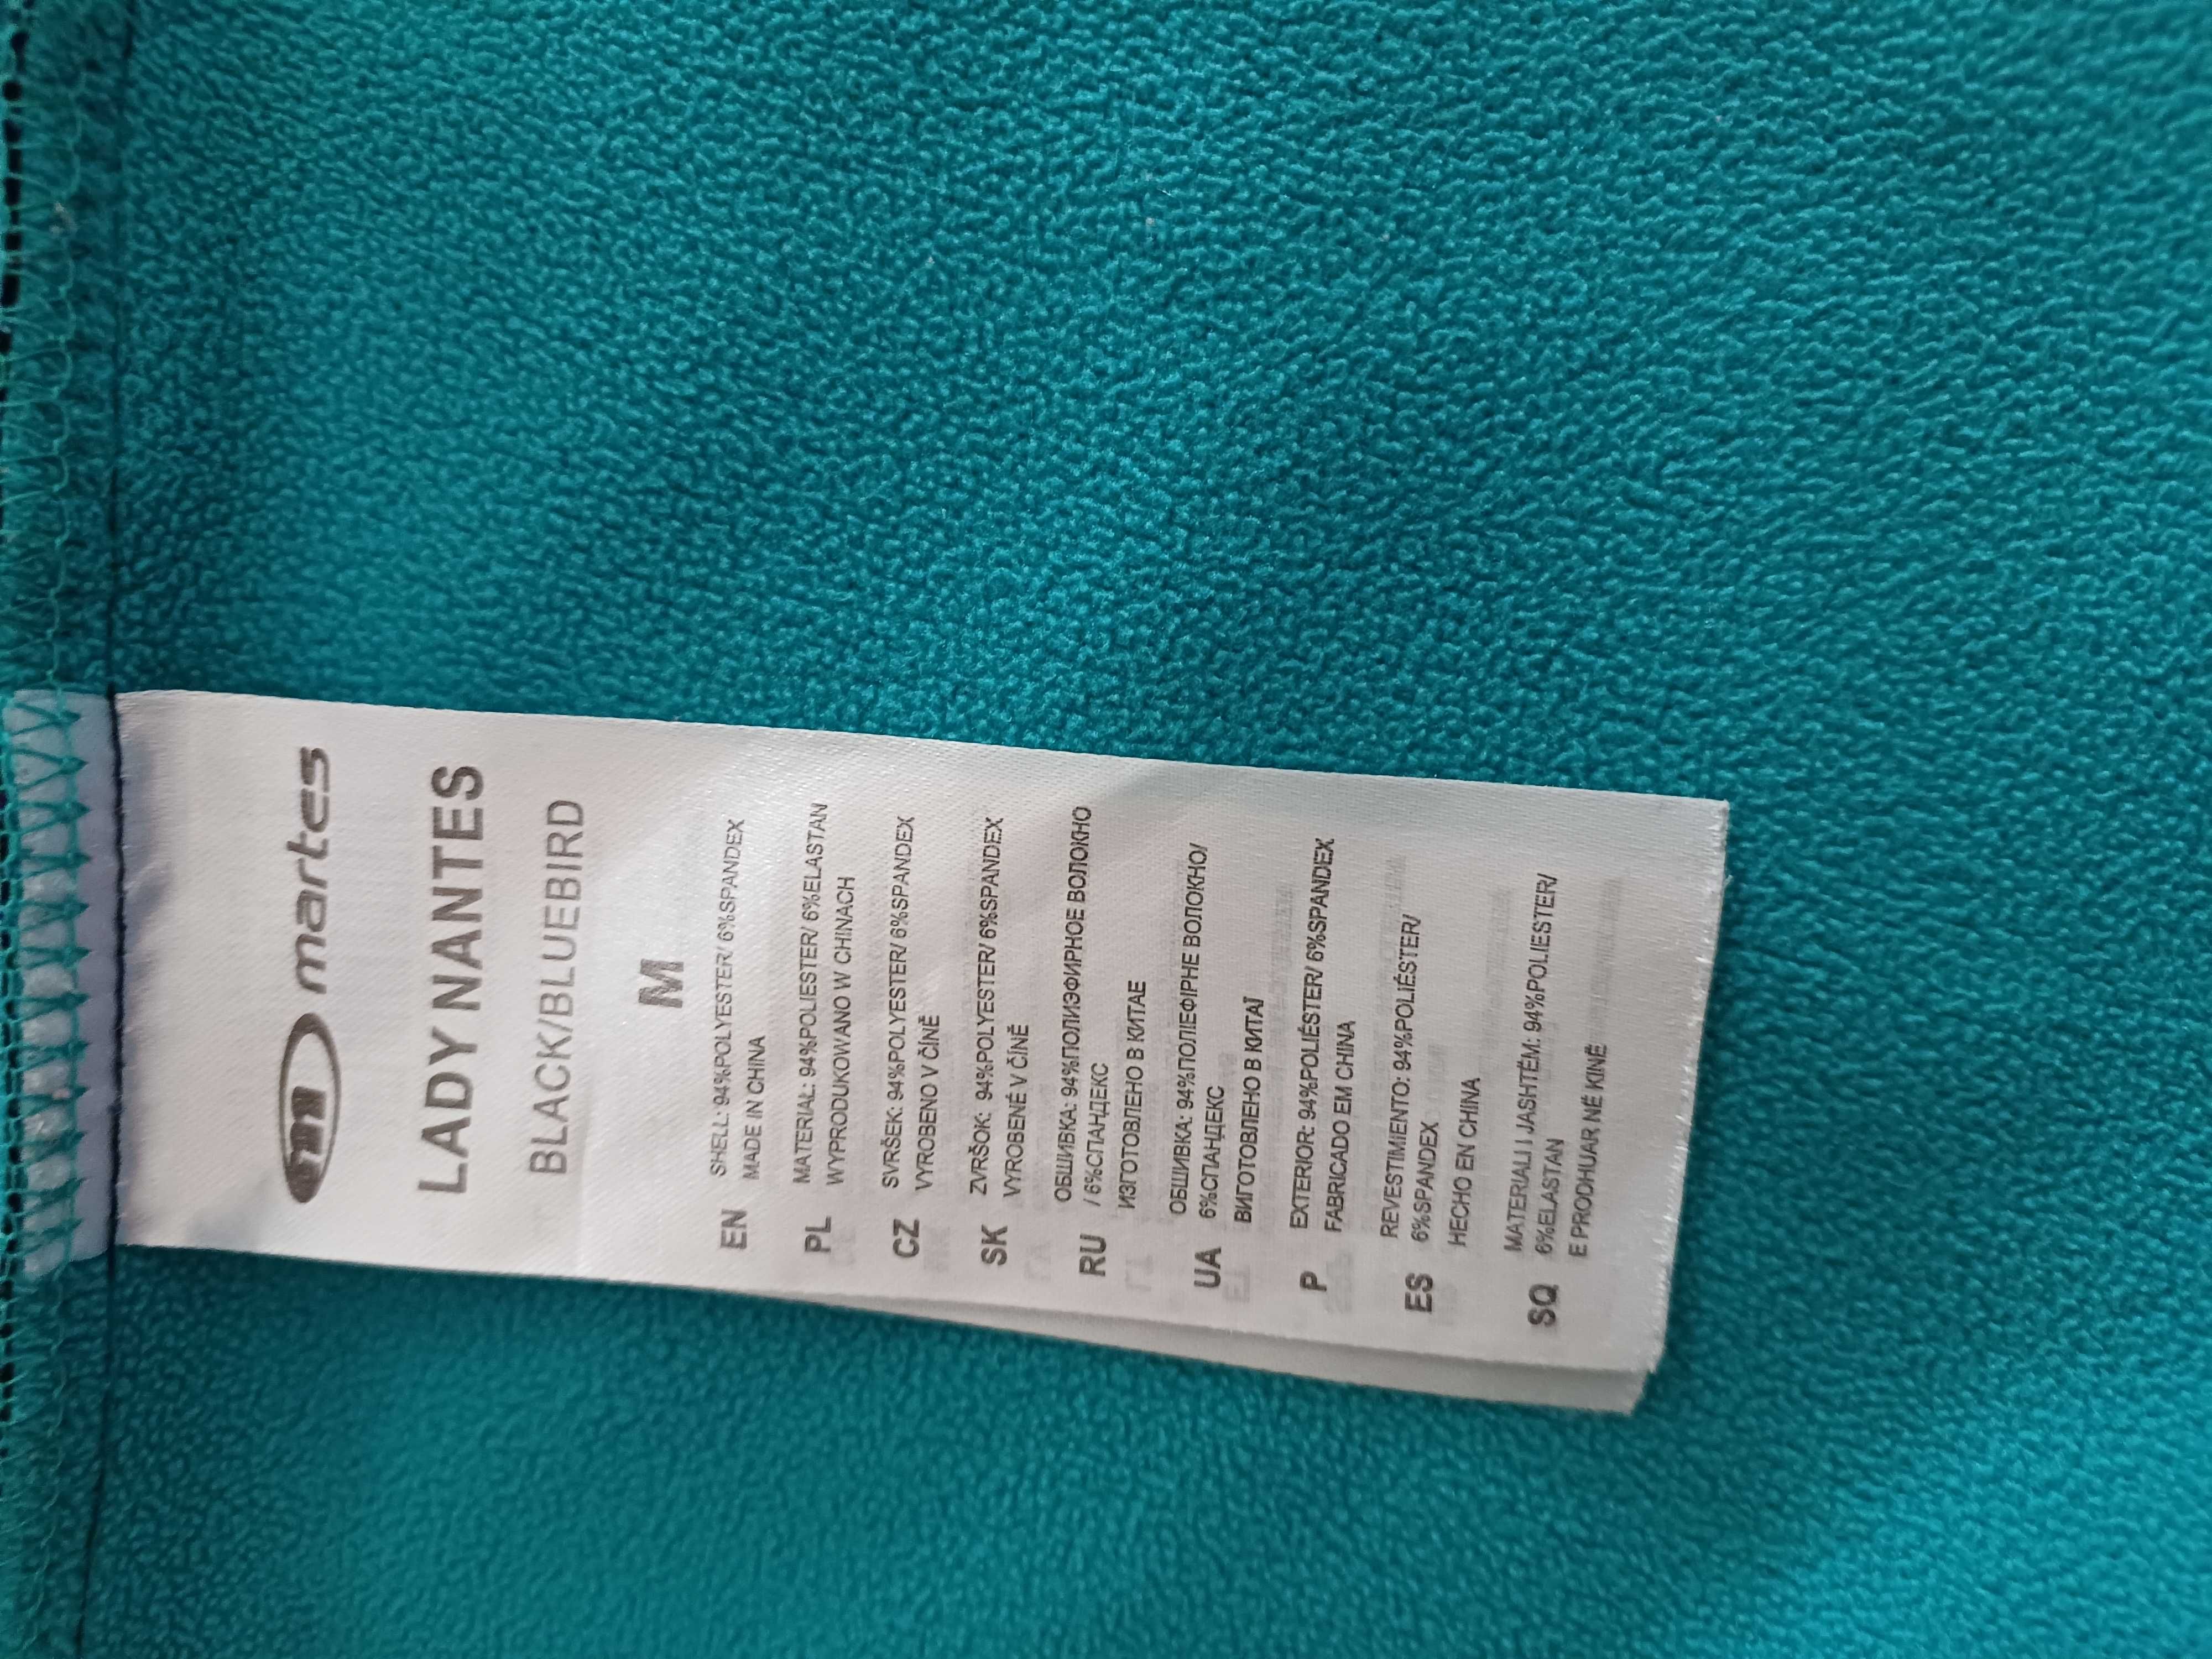 m martes
LADY NANTES
BLACK/BLUEBIRD
M
EN SHELL: 94%POLYESTER/ 6%SPANDEX
MADE IN CHINA
PL MATERIAŁ: 94%POLIESTER/ 6%ELASTAN
WYPRODUKOWANO W CHINACH
CZ SVRŠEK: 94%POLYESTER/ 6%SPANDEX
VYROBENO V ČÍNĚ
SK ZVRŠOK: 94%POLYESTER/ 6%SPANDEX
VYROBENÉ V ČÍNĚ
RU ОБШИВКА: 94%ПОЛИЭФИРНОЕ ВОЛОКНО
/ 6%СПАНДЕКС
ИЗГОТОВЛЕНО В КИТАЕ
UA ОБШИВКА: 94%ПОЛІЕФІРНЕ ВОЛОКНО/
6%СПАНДЕКС
ВИГОТОВЛЕНО В КИТАЇ
P EXTERIOR: 94%POLIÉSTER/ 6%SPANDEX
FABRICADO EM CHINA
ES REVESTIMIENTO: 94%POLIÉSTER/
6%SPANDEX
HECHO EN CHINA
SQ MATERIALI I JASHTËM: 94%POLIESTER/
6%ELASTAN
E PRODHUAR NË KINË